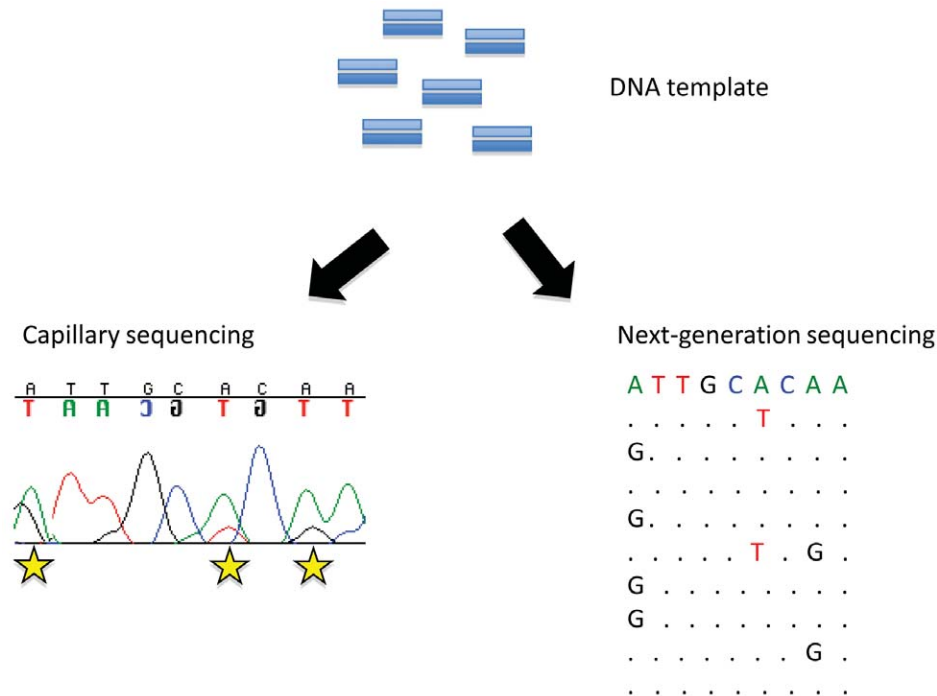 DNA template
Capillary sequencing
A T T G C A C A A
T A A C G T G T T
Next-generation sequencing
A T T G C A C A A
. . . . . T . . .
G . . . . . . . .
. . . . . . . . .
G . . . . . . . .
. . . . . T . G .
G . . . . . . . .
G . . . . . . . .
. . . . . . . G .
. . . . . . . . .